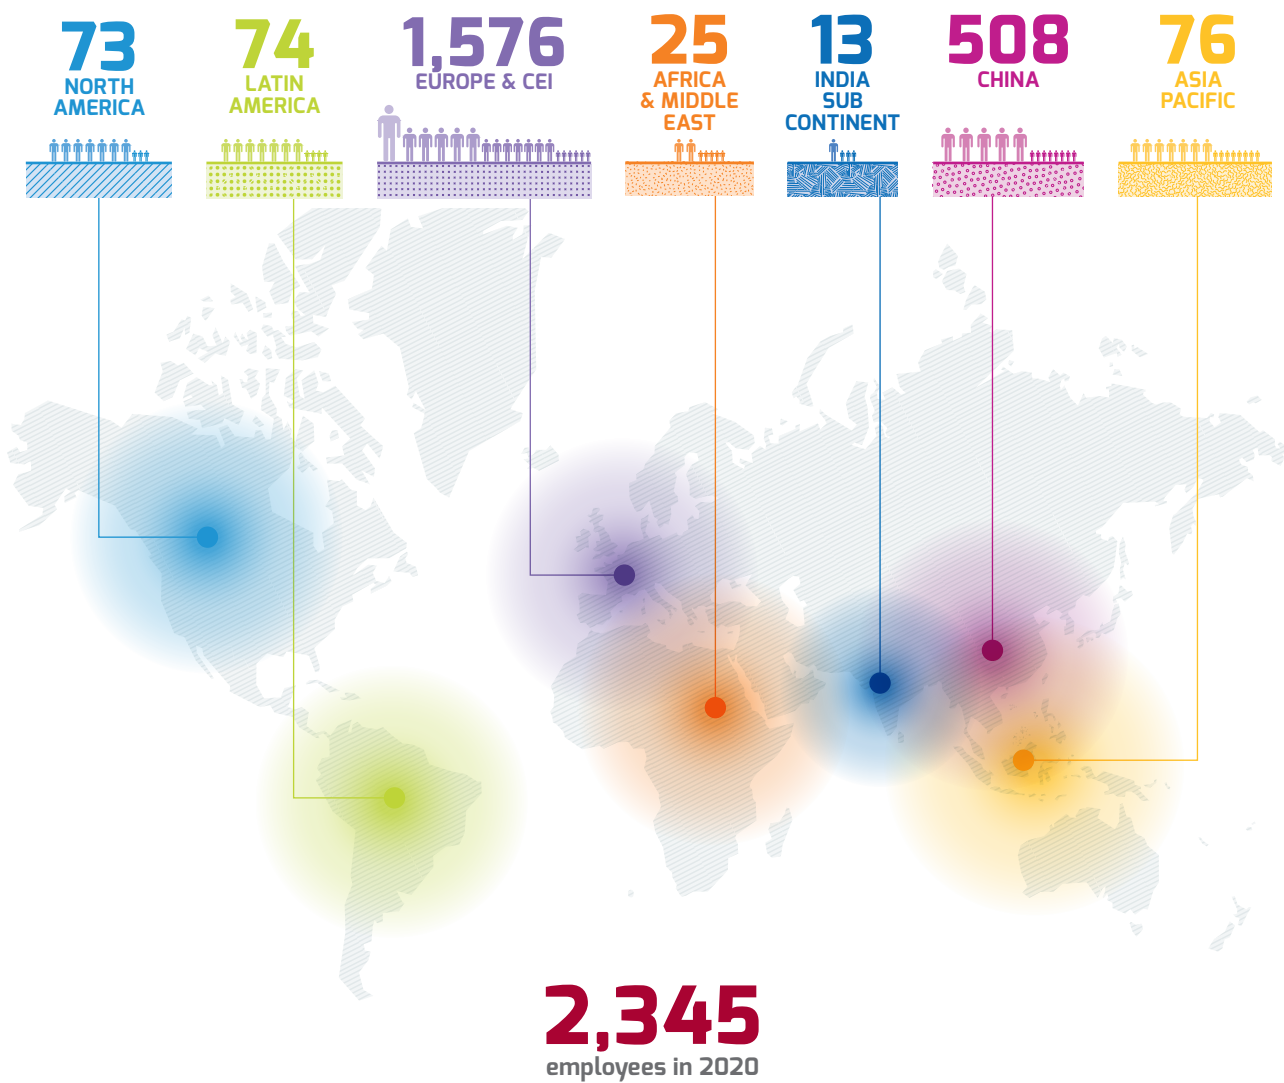 73
NORTH
AMERICA
74
LATIN
AMERICA
1,576
EUROPE & CEI
25
AFRICA
& MIDDLE
EAST
13
INDIA
SUB
CONTINENT
508
CHINA
76
ASIA
PACIFIC
2,345
employees in 2020